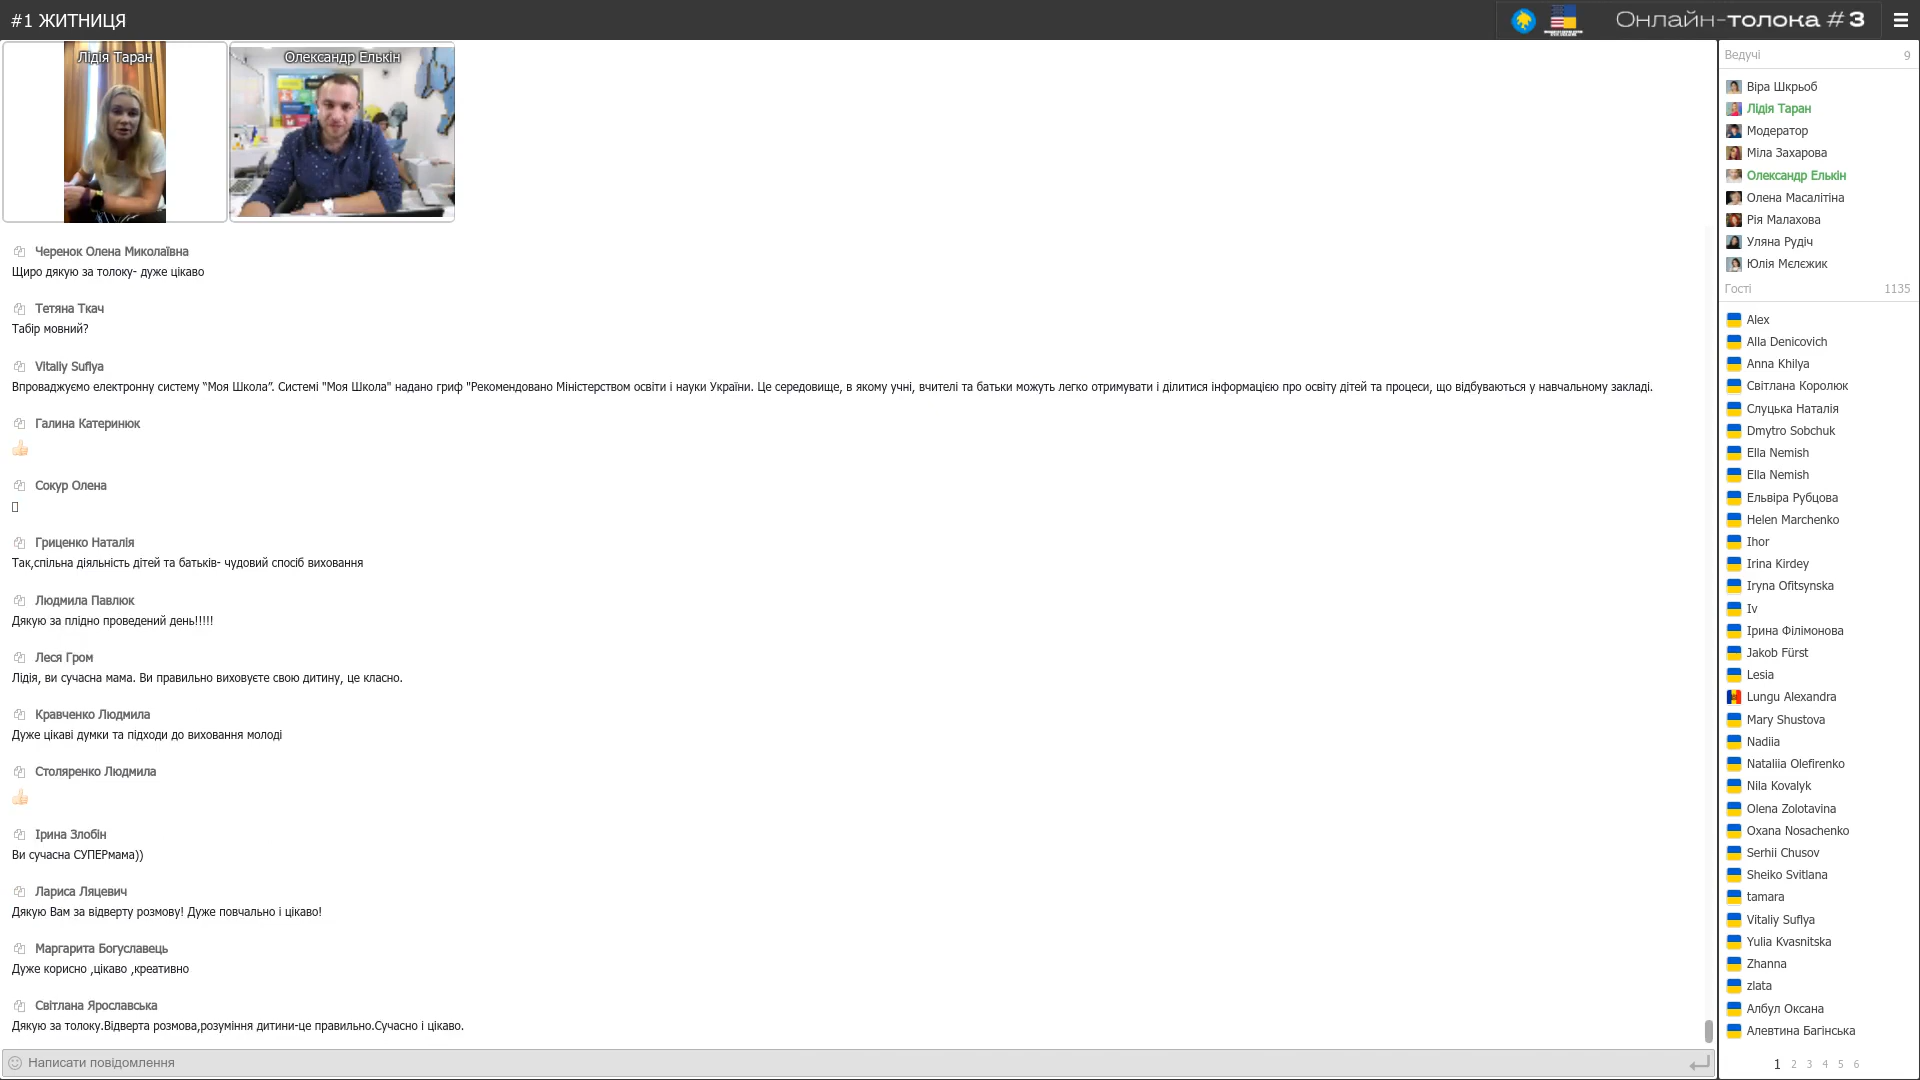 #1 ЖИТНИЦЯ
Онлайн-толока #3
Лідія Таран
Олександр Елькін
Черенок Олена Миколаївна
Щиро дякую за толоку- дуже цікаво
Тетяна Ткач
Табір мовний?
Vitaliy Suflya
Впроваджуємо електронну систему “Моя Школа”. Системі "Моя Школа" надано гриф "Рекомендовано Міністерством освіти і науки України. Це середовище, в якому учні, вчителі та батьки можуть легко отримувати і ділитися інформацією про освіту дітей та процеси, що відбуваються у навчальному закладі.
Галина Катеринюк
Сокур Олена
Гриценко Наталія
Так,спільна діяльність дітей та батьків- чудовий спосіб виховання
Людмила Павлюк
Дякую за плідно проведений день!!!!!
Леся Гром
Лідія, ви сучасна мама. Ви правильно виховуєте свою дитину, це класно.
Кравченко Людмила
Дуже цікаві думки та підходи до виховання молоді
Столяренко Людмила
Ірина Злобін
Ви сучасна СУПЕРмама))
Лариса Ляцевич
Дякую Вам за відверту розмову! Дуже повчально і цікаво!
Маргарита Богуславець
Дуже корисно ,цікаво ,креативно
Світлана Ярославська
Дякую за толоку.Відверта розмова,розуміння дитини-це правильно.Сучасно і цікаво.
Написати повідомлення
Ведучі 9
Віра Шкрьоб
Лідія Таран
Модератор
Міла Захарова
Олександр Елькін
Олена Масалітіна
Рія Малахова
Уляна Рудіч
Юлія Мєлєжик
Гості 1135
Alex
Alla Denicovich
Anna Khilya
Світлана Королюк
Слуцька Наталія
Dmytro Sobchuk
Ella Nemish
Ella Nemish
Ельвіра Рубцова
Helen Marchenko
Ihor
Irina Kirdey
Iryna Ofitsynska
Iv
Ірина Філімонова
Jakob Fürst
Lesia
Lungu Alexandra
Mary Shustova
Nadiia
Nataliia Olefirenko
Nila Kovalyk
Olena Zolotavina
Oxana Nosachenko
Serhii Chusov
Sheiko Svitlana
tamara
Vitaliy Suflya
Yulia Kvasnitska
Zhanna
zlata
Албул Оксана
Алевтина Багінська
1 2 3 4 5 6